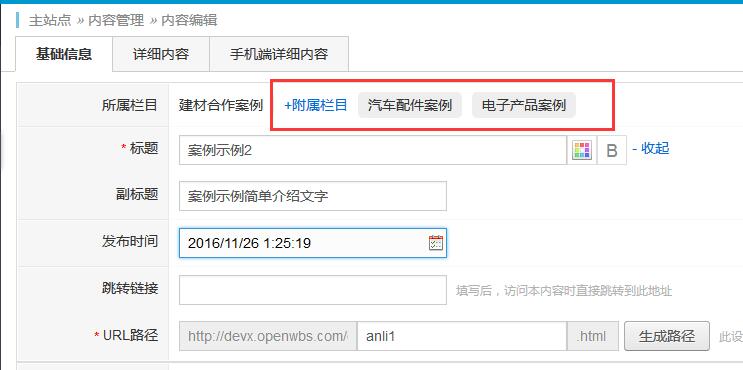 主站点 » 内容管理 » 内容编辑
基础信息 详细内容 手机端详细内容
所属栏目 建材合作案例 +附属栏目 汽车配件案例 电子产品案例
* 标题 案例示例2 B - 收起
副标题 案例示例简单介绍文字
发布时间 2016/11/26 1:25:19
跳转链接 填写后，访问本内容时直接跳转到此地址
* URL路径 http://devx.openwbs.com/ anli1 .html 生成路径 此设